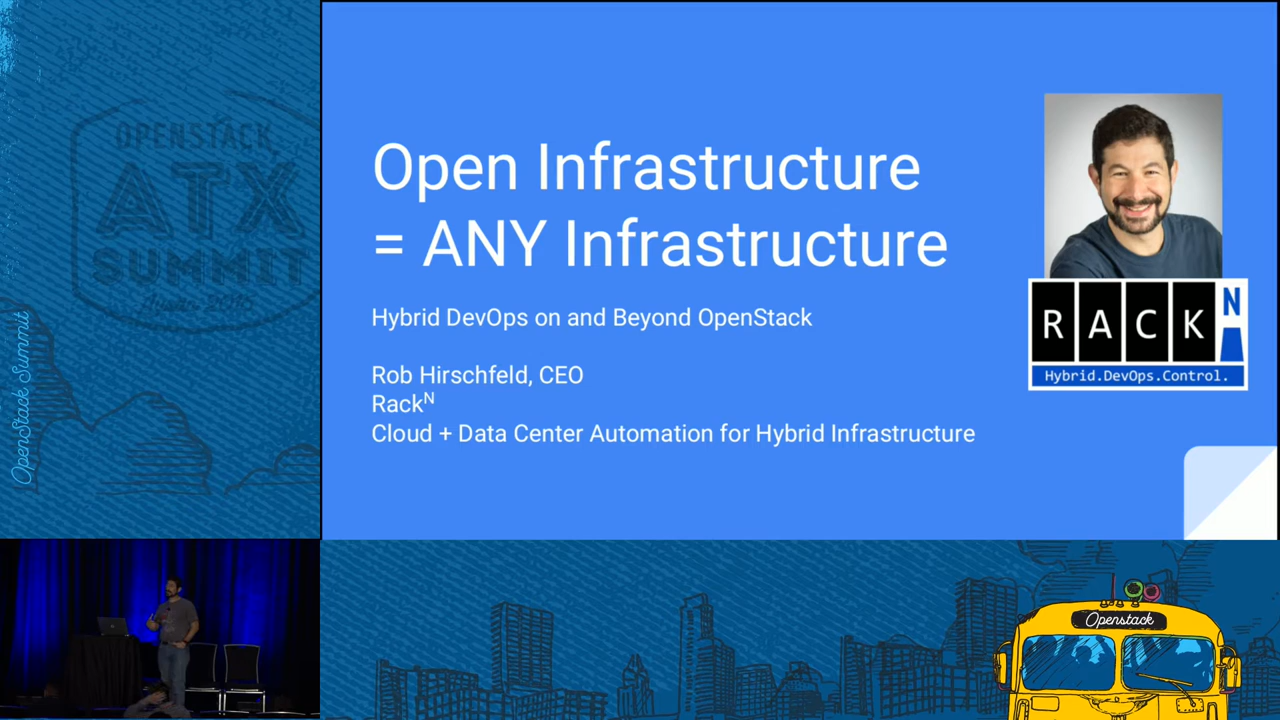 OPENSTACK
ATX
SUMMIT
Austin 2016
OpenStack Summit
Open Infrastructure
= ANY Infrastructure
Hybrid DevOps on and Beyond OpenStack
Rob Hirschfeld, CEO
Rackᴺ
Cloud + Data Center Automation for Hybrid Infrastructure
RACKN
Hybrid.DevOps.Control.
Openstack